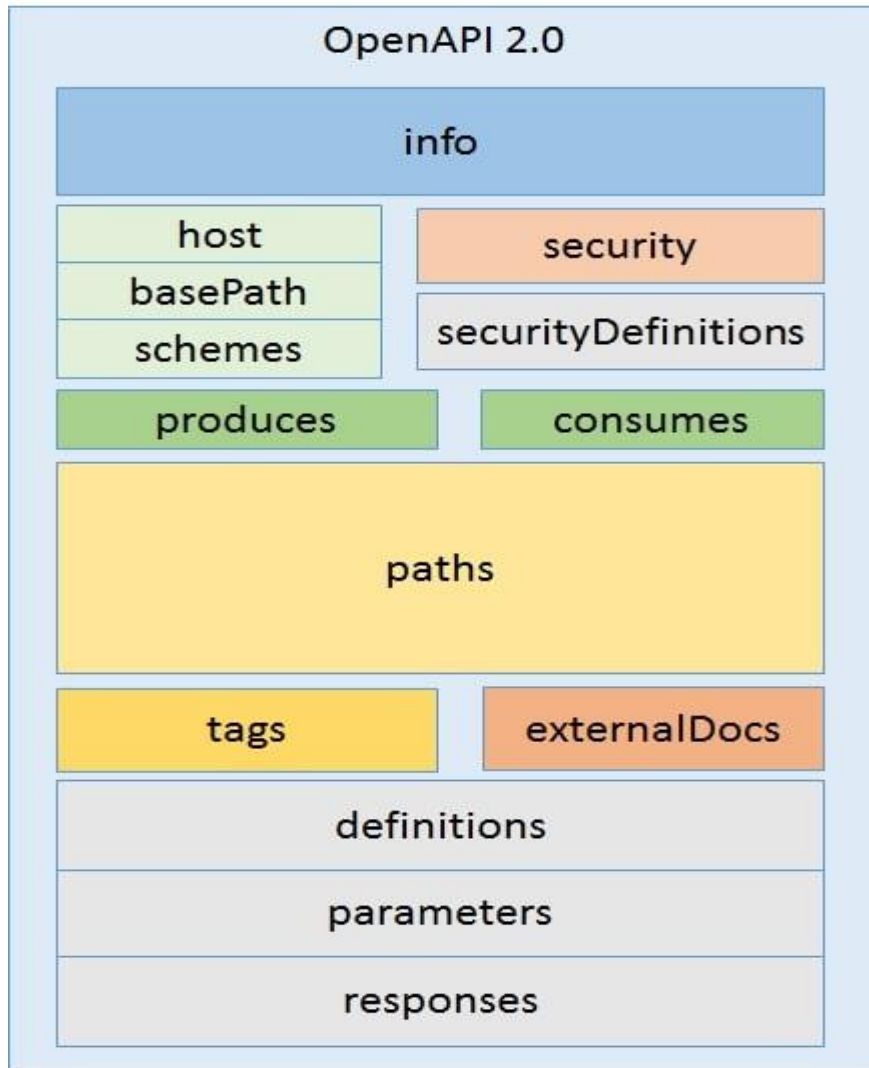 OpenAPI 2.0
info
host
basePath
schemes
security
securityDefinitions
produces
consumes
paths
tags
externalDocs
definitions
parameters
responses